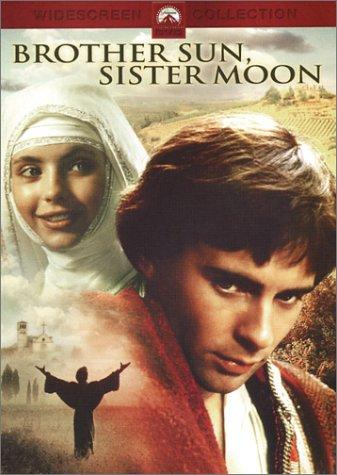 WIDESCREEN COLLECTION
BROTHER SUN,
SISTER MOON